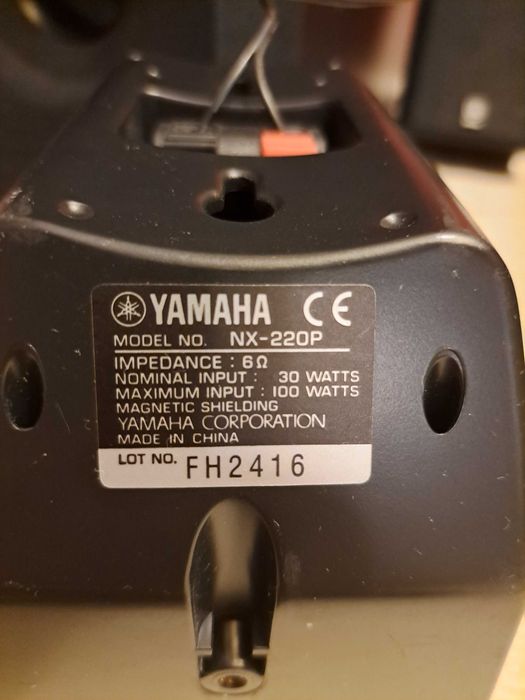 YAMAHA CE
MODEL NO. NX-220P
IMPEDANCE : 6Ω
NOMINAL INPUT : 30 WATTS
MAXIMUM INPUT : 100 WATTS
MAGNETIC SHIELDING
YAMAHA CORPORATION
MADE IN CHINA
LOT NO. FH2416